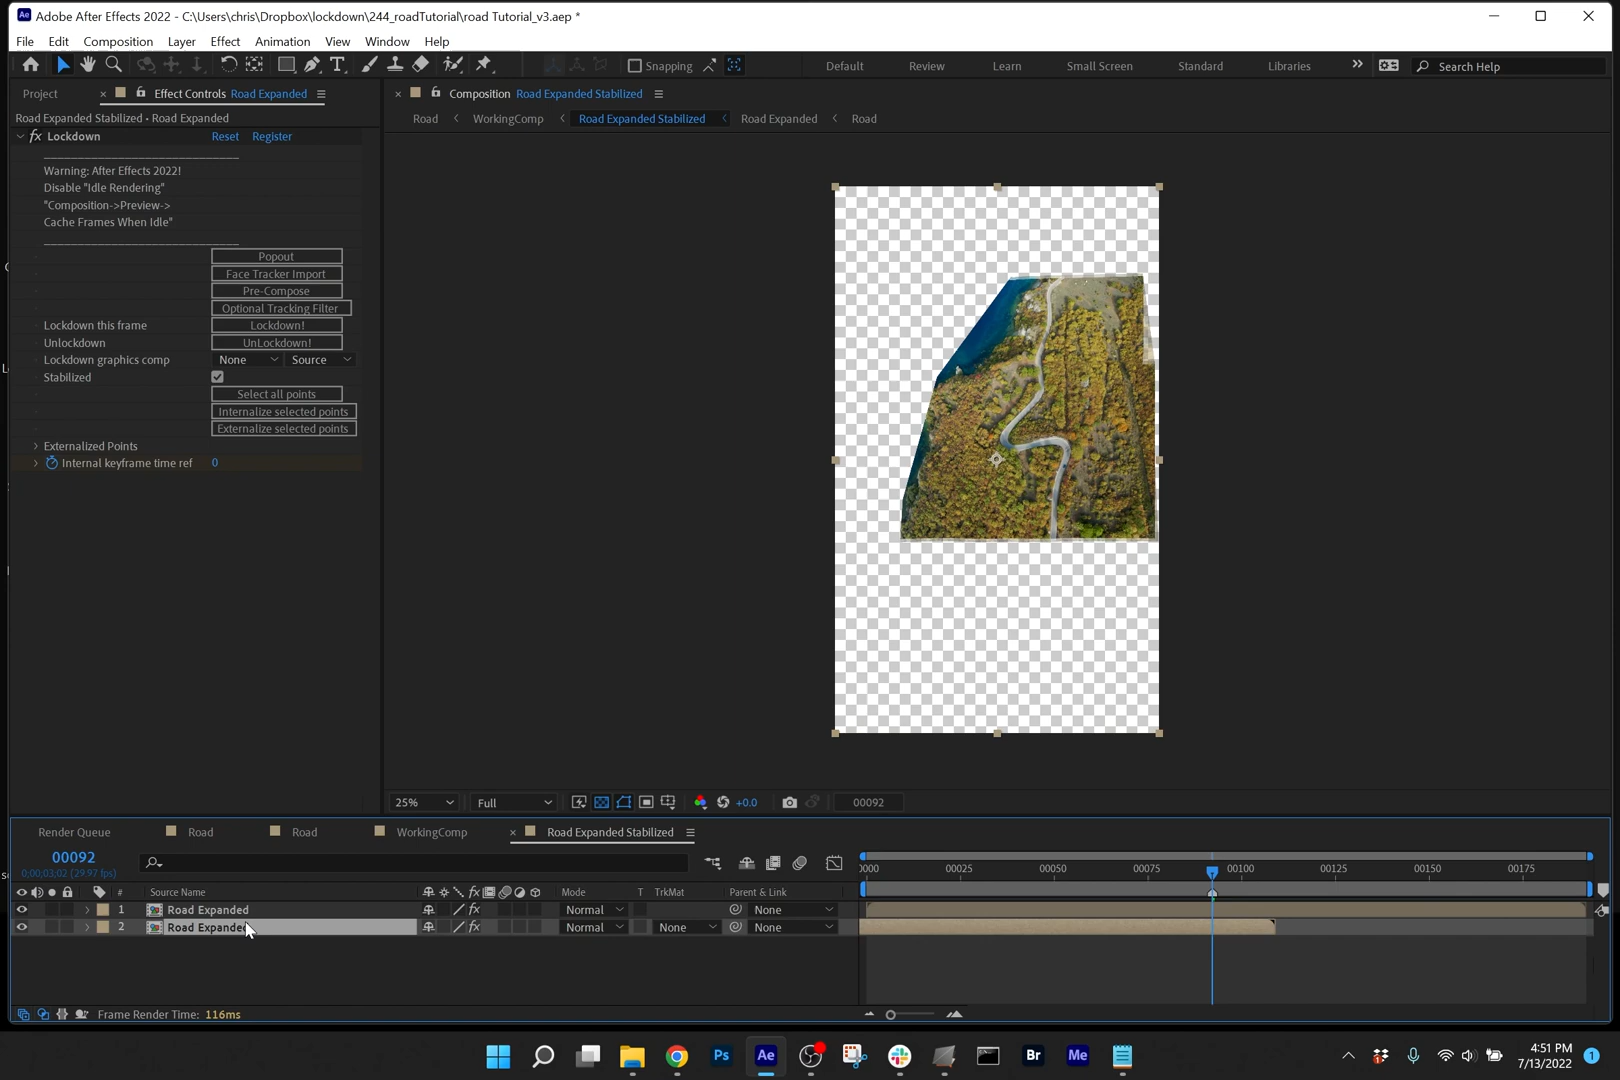 Adobe After Effects 2022 - C:\Users\chris\Dropbox\lockdown\244_roadTutorial\road Tutorial_v3.aep *
File Edit Composition Layer Effect Animation View Window Help
Snapping Default Review Learn Small Screen Standard Libraries Search Help
Project Effect Controls Road Expanded Composition Road Expanded Stabilized
Road Expanded Stabilized • Road Expanded
Road WorkingComp Road Expanded Stabilized Road Expanded Road
fx Lockdown Reset Register
Warning: After Effects 2022!
Disable "Idle Rendering"
"Composition->Preview->
Cache Frames When Idle"
Popout
Face Tracker Import
Pre-Compose
Optional Tracking Filter
Lockdown this frame Lockdown!
Unlockdown UnLockdown!
Lockdown graphics comp None Source
Stabilized
Select all points
Internalize selected points
Externalize selected points
Externalized Points
Internal keyframe time ref 0
25% Full +0.0 00092
Render Queue Road Road WorkingComp Road Expanded Stabilized
00092
0;00;03;02 (29.97 fps)
0000 00025 00050 00075 00100 00125 00150 00175
# Source Name Mode T TrkMat Parent & Link
1 Road Expanded Normal None
2 Road Expanded Normal None None
Frame Render Time: 116ms
Ps Ae Br Me
4:51 PM
7/13/2022 1